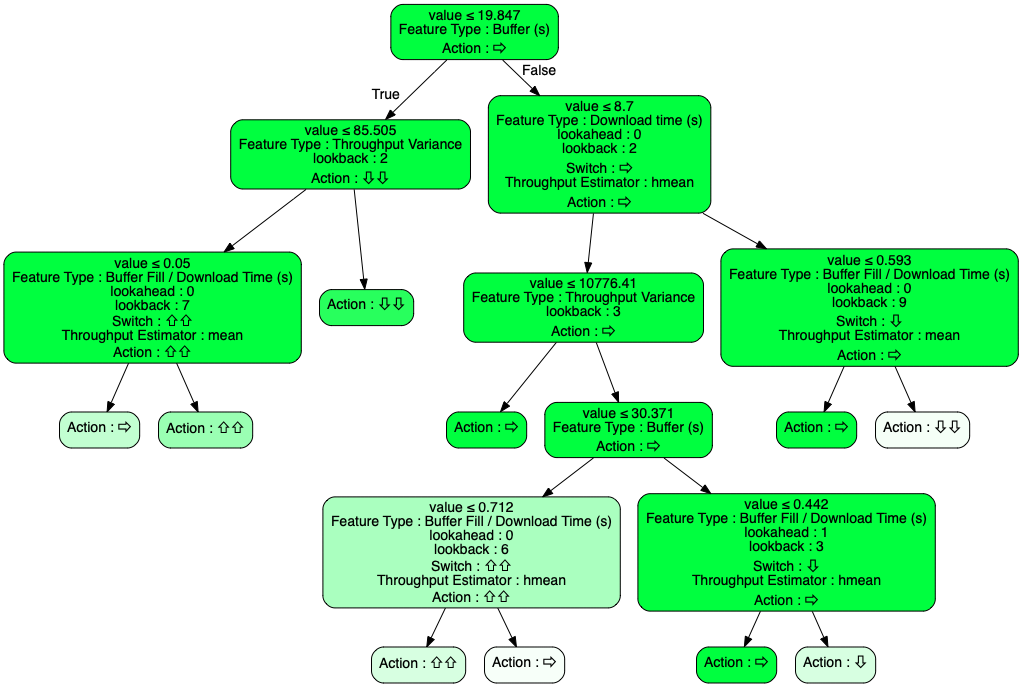 value ≤ 19.847
Feature Type : Buffer (s)
Action : ⇨
True
False
value ≤ 85.505
Feature Type : Throughput Variance
lookback : 2
Action : ⇩⇩
value ≤ 8.7
Feature Type : Download time (s)
lookahead : 0
lookback : 2
Switch : ⇨
Throughput Estimator : hmean
Action : ⇨
value ≤ 0.05
Feature Type : Buffer Fill / Download Time (s)
lookahead : 0
lookback : 7
Switch : ⇧⇧
Throughput Estimator : mean
Action : ⇧⇧
Action : ⇩⇩
value ≤ 10776.41
Feature Type : Throughput Variance
lookback : 3
Action : ⇨
value ≤ 0.593
Feature Type : Buffer Fill / Download Time (s)
lookahead : 0
lookback : 9
Switch : ⇩
Throughput Estimator : mean
Action : ⇨
Action : ⇨
Action : ⇧⇧
Action : ⇨
value ≤ 30.371
Feature Type : Buffer (s)
Action : ⇨
Action : ⇨
Action : ⇩⇩
value ≤ 0.712
Feature Type : Buffer Fill / Download Time (s)
lookahead : 0
lookback : 6
Switch : ⇧⇧
Throughput Estimator : hmean
Action : ⇧⇧
value ≤ 0.442
Feature Type : Buffer Fill / Download Time (s)
lookahead : 1
lookback : 3
Switch : ⇩
Throughput Estimator : hmean
Action : ⇨
Action : ⇧⇧
Action : ⇨
Action : ⇨
Action : ⇩